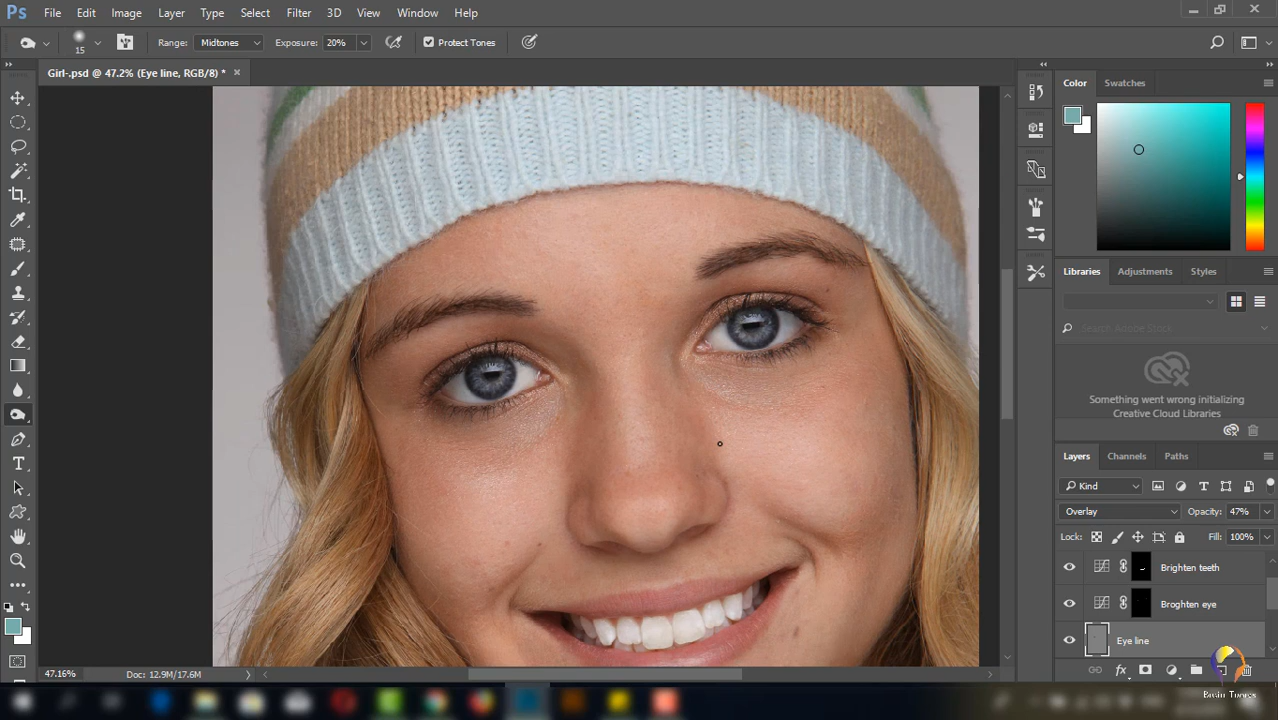 Ps File Edit Image Layer Type Select Filter 3D View Window Help
15 Range: Midtones Exposure: 20% Protect Tones
Girl-.psd @ 47.2% (Eye line, RGB/8) *
Color Swatches
Libraries Adjustments Styles
Search Adobe Stock
Something went wrong initializing
Creative Cloud Libraries
Layers Channels Paths
Kind
Overlay Opacity: 47%
Lock: Fill: 100%
Brighten teeth
Broghten eye
Eye line
47.16% Doc: 12.9M/17.6M